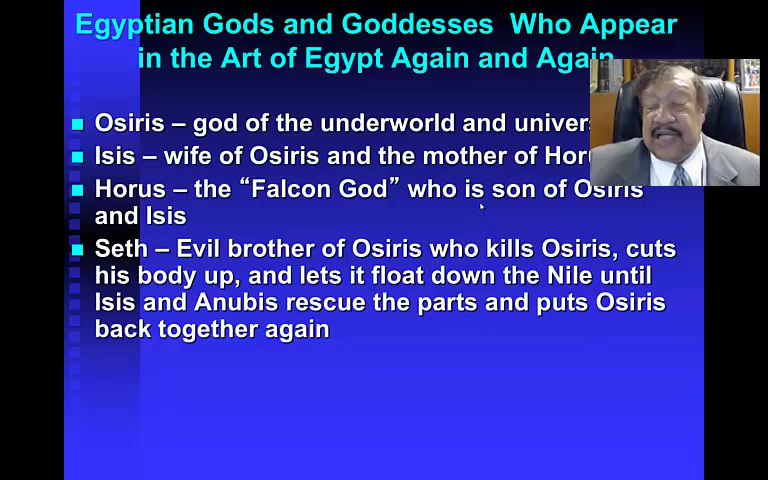 Egyptian Gods and Goddesses Who Appear
in the Art of Egypt Again and Again
Osiris – god of the underworld and
Isis – wife of Osiris and the mother of
Horus – the “Falcon God” who is son of Osiris
and Isis
Seth – Evil brother of Osiris who kills Osiris, cuts
his body up, and lets it float down the Nile until
Isis and Anubis rescue the parts and puts Osiris
back together again